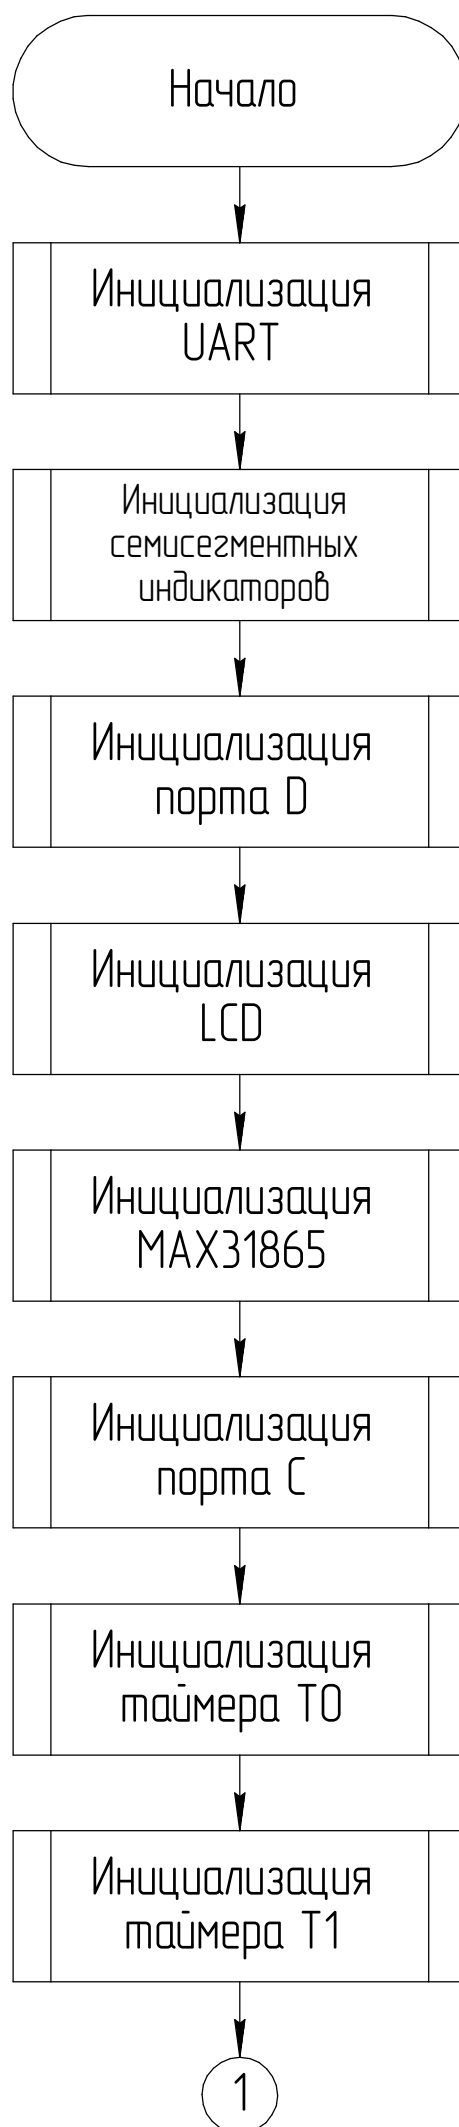 Начало
Инициализация
UART
Инициализация
семисегментных
индикаторов
Инициализация
порта D
Инициализация
LCD
Инициализация
MAX31865
Инициализация
порта C
Инициализация
таймера T0
Инициализация
таймера T1
1